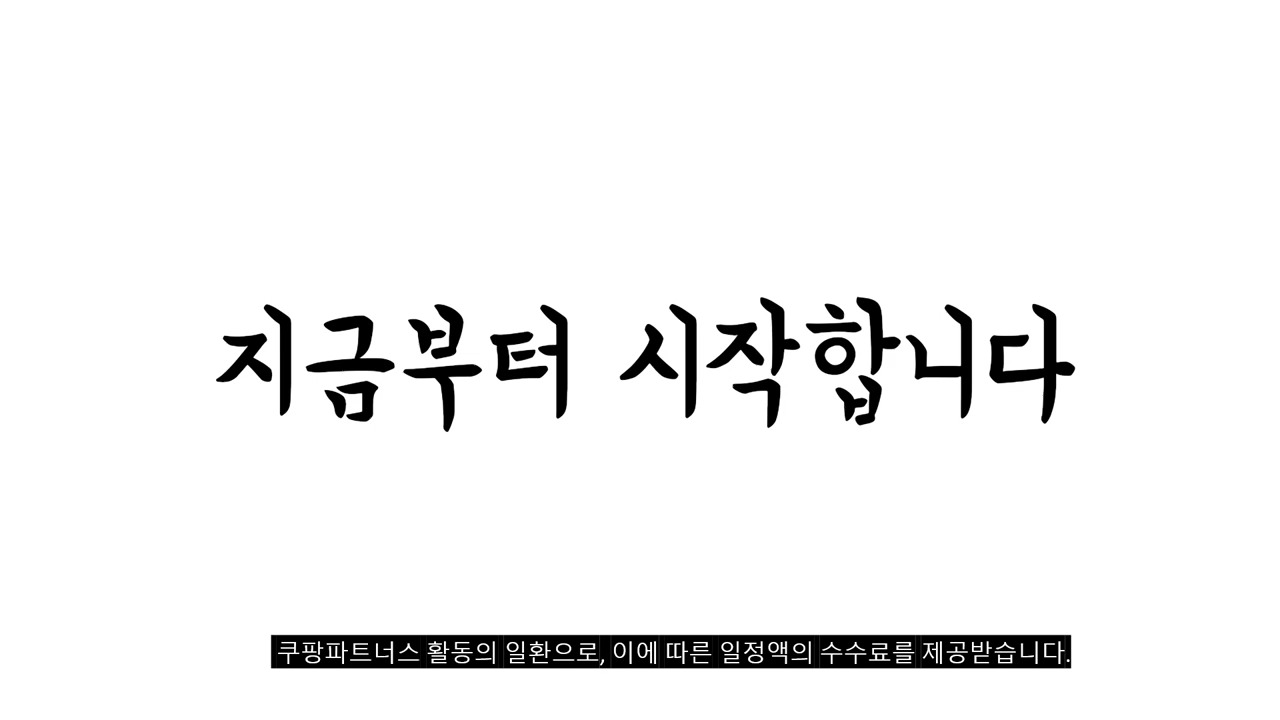 지금부터 시작합니다
쿠팡파트너스 활동의 일환으로, 이에 따른 일정액의 수수료를 제공받습니다.